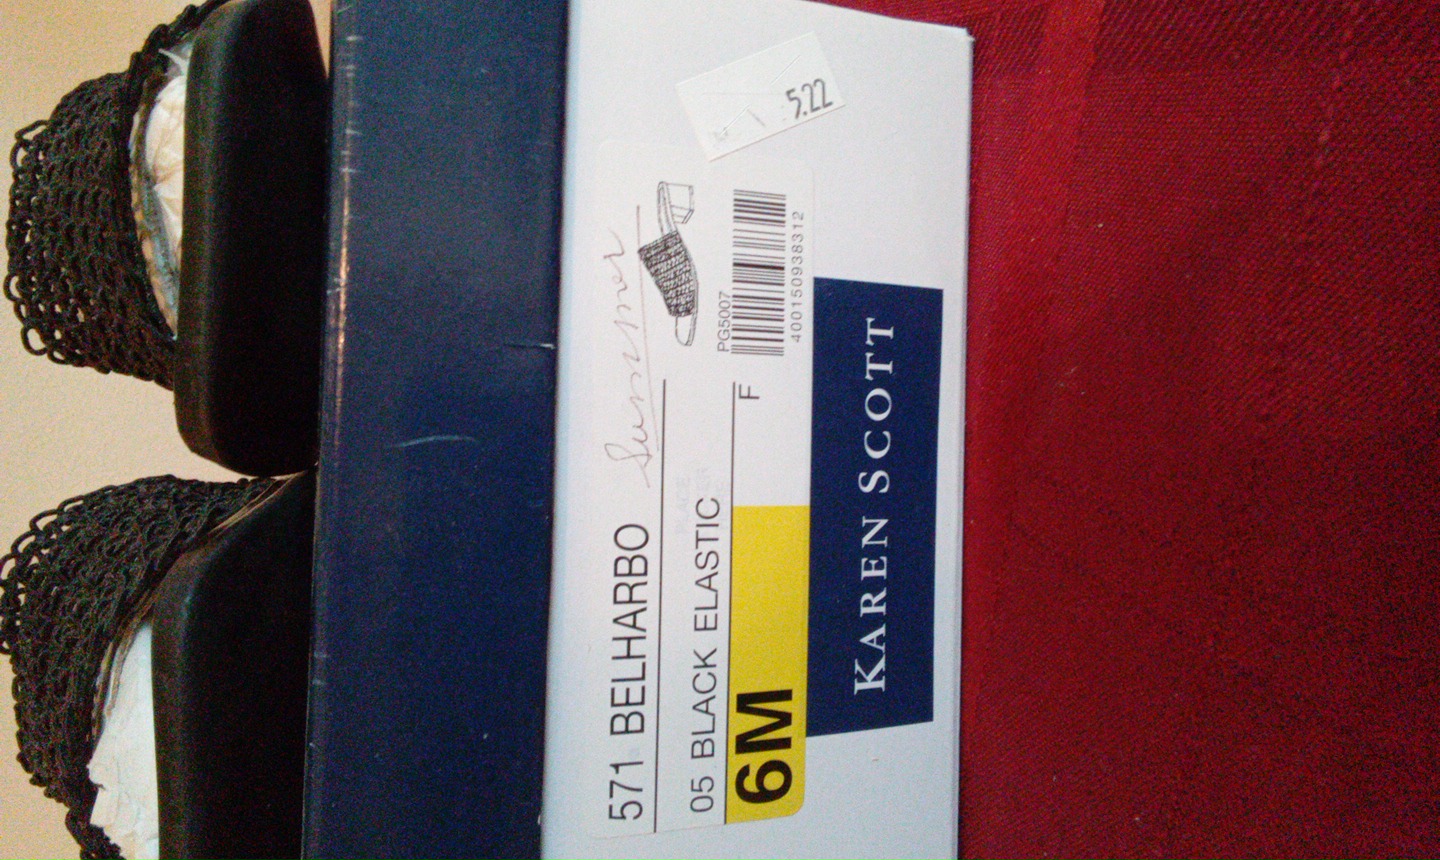 5.22
571 BELHARBO
Summer
05 BLACK ELASTIC
6M
F
PG5007
400150938312
KAREN SCOTT